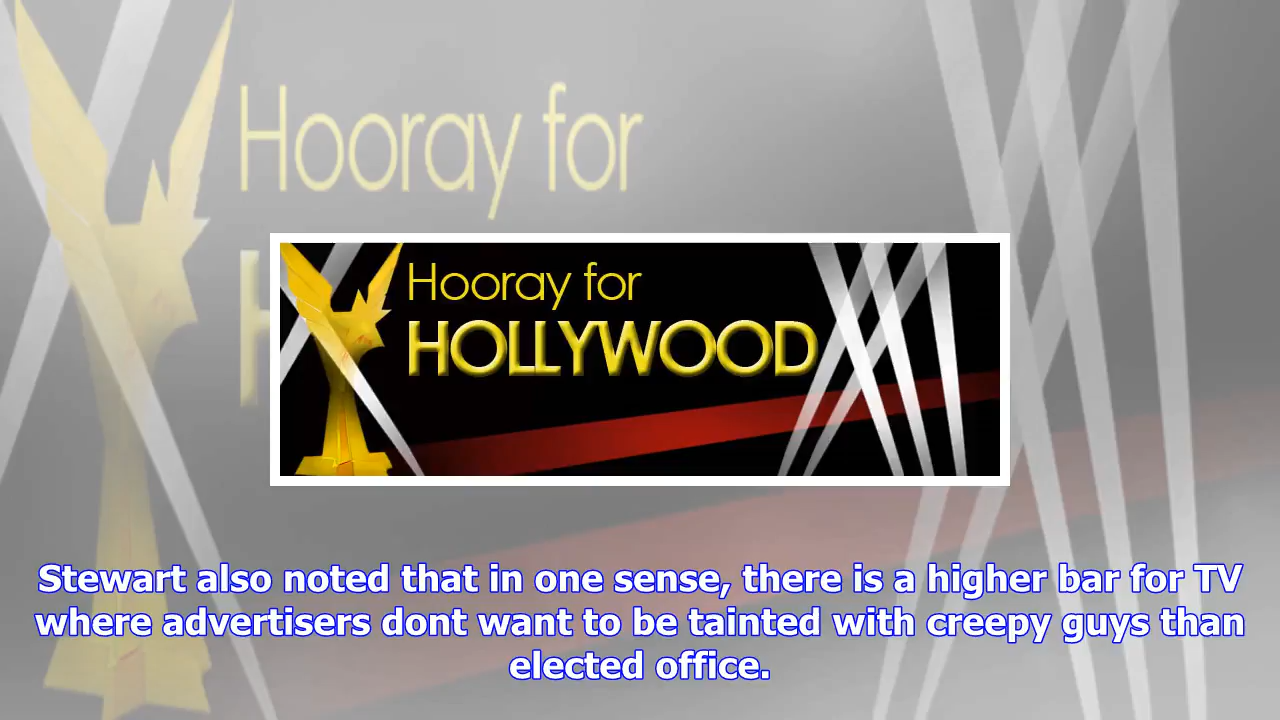 Hooray for
H
Hooray for
HOLLYWOOD
Stewart also noted that in one sense, there is a higher bar for TV
where advertisers dont want to be tainted with creepy guys than
elected office.